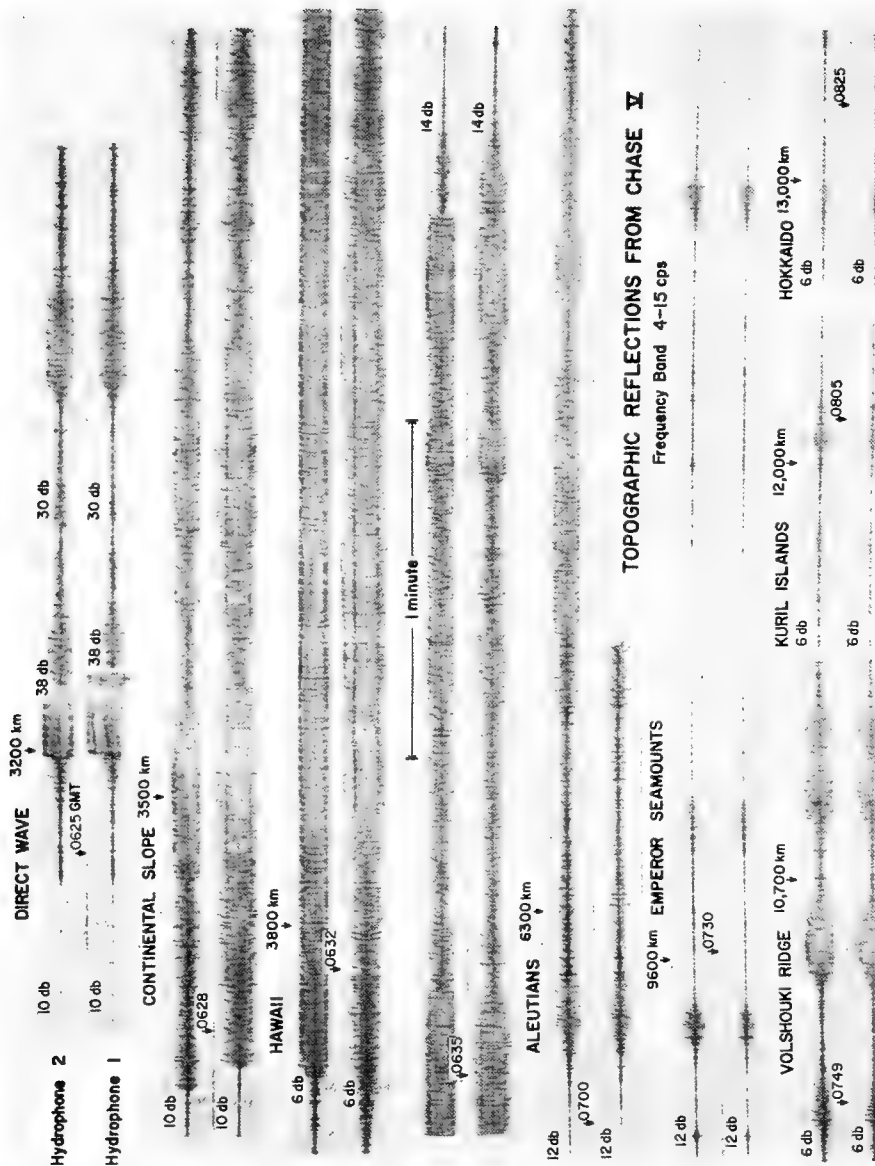 DIRECT WAVE
3200 km
Hydrophone 2
10 db
0625 GMT
38 db
30 db
Hydrophone 1
10 db
38 db
30 db
CONTINENTAL SLOPE 3500 km
10 db
0628
10 db
HAWAII
3800 km
6 db
0632
6 db
1 minute
0635
14 db
14 db
ALEUTIANS
6300 km
12 db
0700
12 db
TOPOGRAPHIC REFLECTIONS FROM CHASE V
Frequency Band 4-15 cps
9600 km EMPEROR SEAMOUNTS
12 db
0730
12 db
VOLSHOUKI RIDGE 10,700 km
6 db
0749
6 db
KURIL ISLANDS 12,000 km
6 db
0805
6 db
HOKKAIDO 13,000 km
6 db
0825
6 db